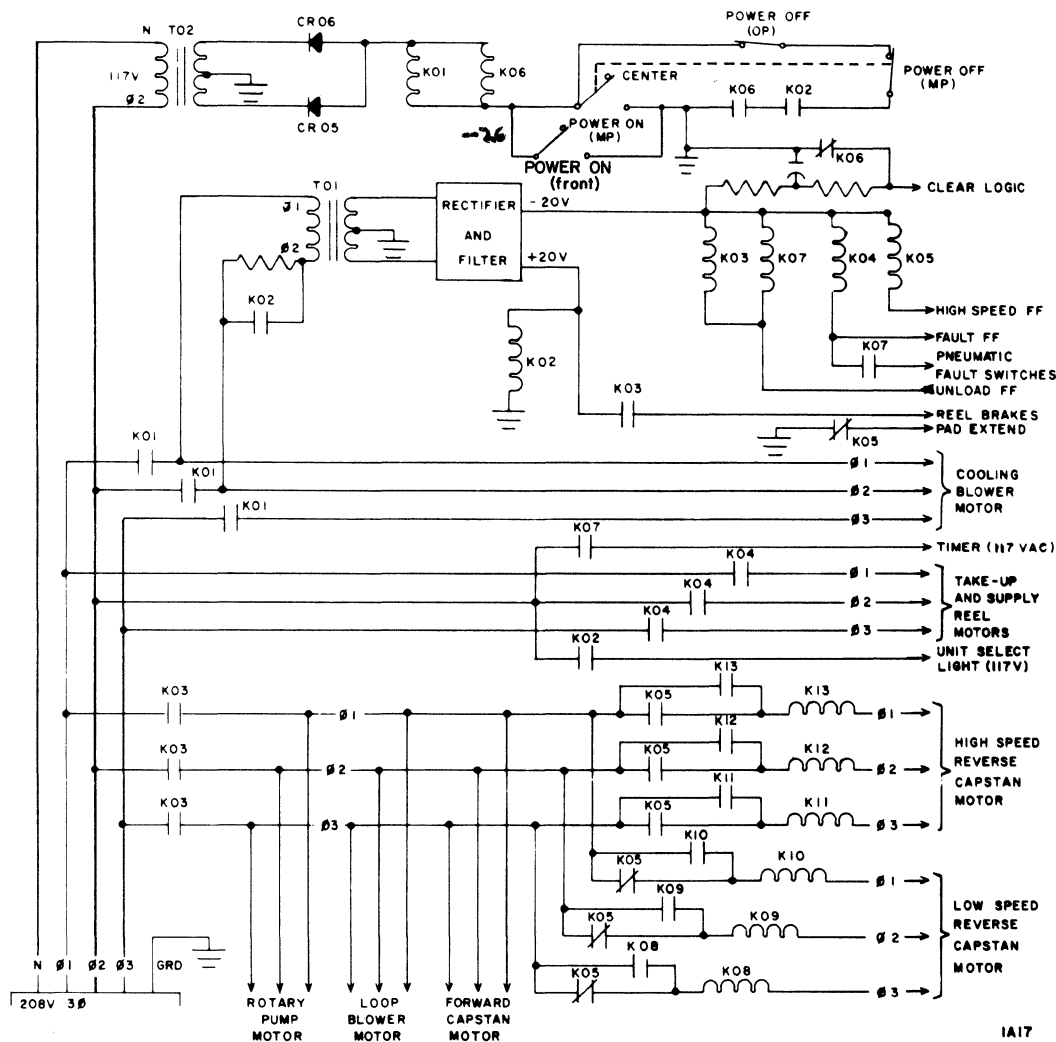 CR06
POWER OFF
(OP)
N
T02
117V
Ø2
K01
K06
CENTER
POWER OFF
(MP)
K06
K02
CR05
POWER ON
(MP)
--26
POWER ON
(front)
K06
CLEAR LOGIC
T01
Ø1
Ø2
RECTIFIER
AND
FILTER
- 20V
+20V
K03
K07
K04
K05
K02
HIGH SPEED FF
FAULT FF
K07
PNEUMATIC
FAULT SWITCHES
K02
UNLOAD FF
K03
REEL BRAKES
PAD EXTEND
K05
K01
Ø1
K01
Ø2
K01
Ø3
COOLING
BLOWER
MOTOR
K07
TIMER (117 VAC)
K04
Ø1
K04
Ø2
K04
Ø3
TAKE-UP
AND SUPPLY
REEL
MOTORS
K02
UNIT SELECT
LIGHT (117V)
K13
K03
K05
K13
Ø1
Ø1
K12
K03
K05
K12
Ø2
Ø2
K11
K03
K05
K11
Ø3
Ø3
HIGH SPEED
REVERSE
CAPSTAN
MOTOR
K10
K05
K10
Ø1
K09
K05
K09
Ø2
K08
K05
K08
Ø3
LOW SPEED
REVERSE
CAPSTAN
MOTOR
N Ø1 Ø2 Ø3 GRD
208V 3Ø
ROTARY
PUMP
MOTOR
LOOP
BLOWER
MOTOR
FORWARD
CAPSTAN
MOTOR
1A17